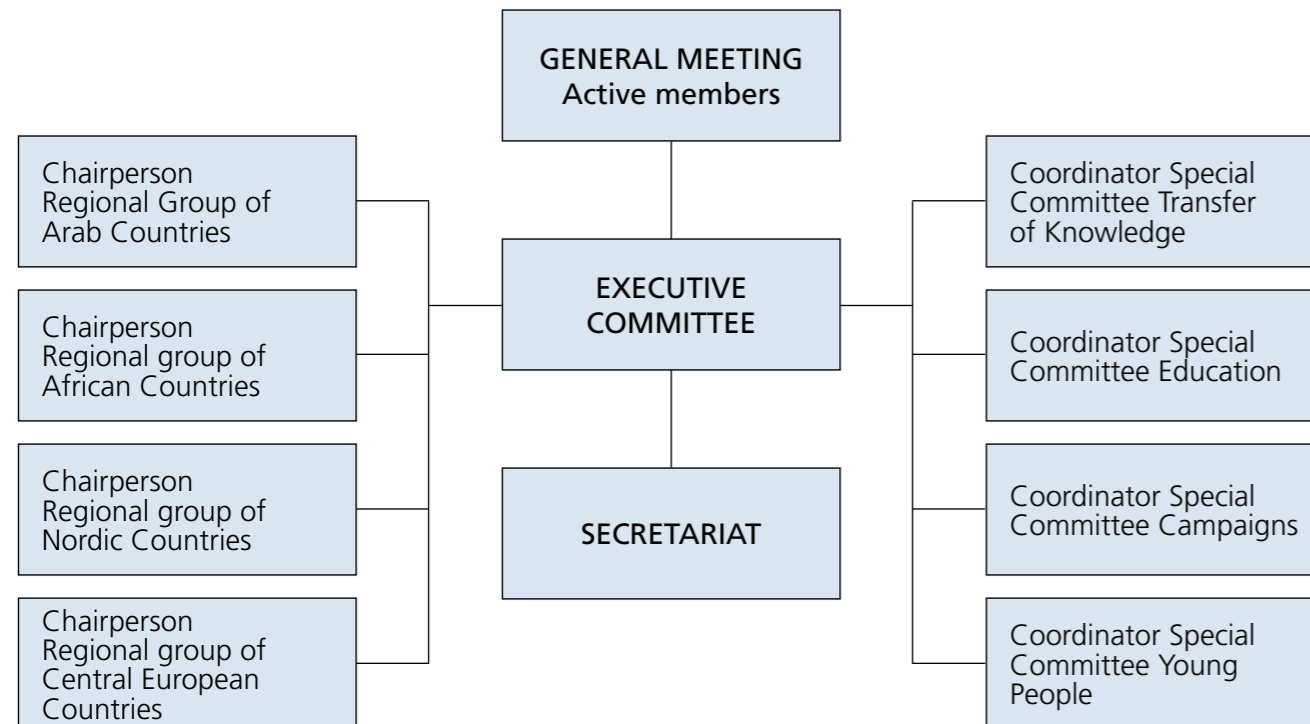 GENERAL MEETING
Active members
Chairperson
Regional Group of
Arab Countries
Chairperson
Regional group of
African Countries
Chairperson
Regional group of
Nordic Countries
Chairperson
Regional group of
Central European
Countries
EXECUTIVE
COMMITTEE
SECRETARIAT
Coordinator Special
Committee Transfer
of Knowledge
Coordinator Special
Committee Education
Coordinator Special
Committee Campaigns
Coordinator Special
Committee Young
People